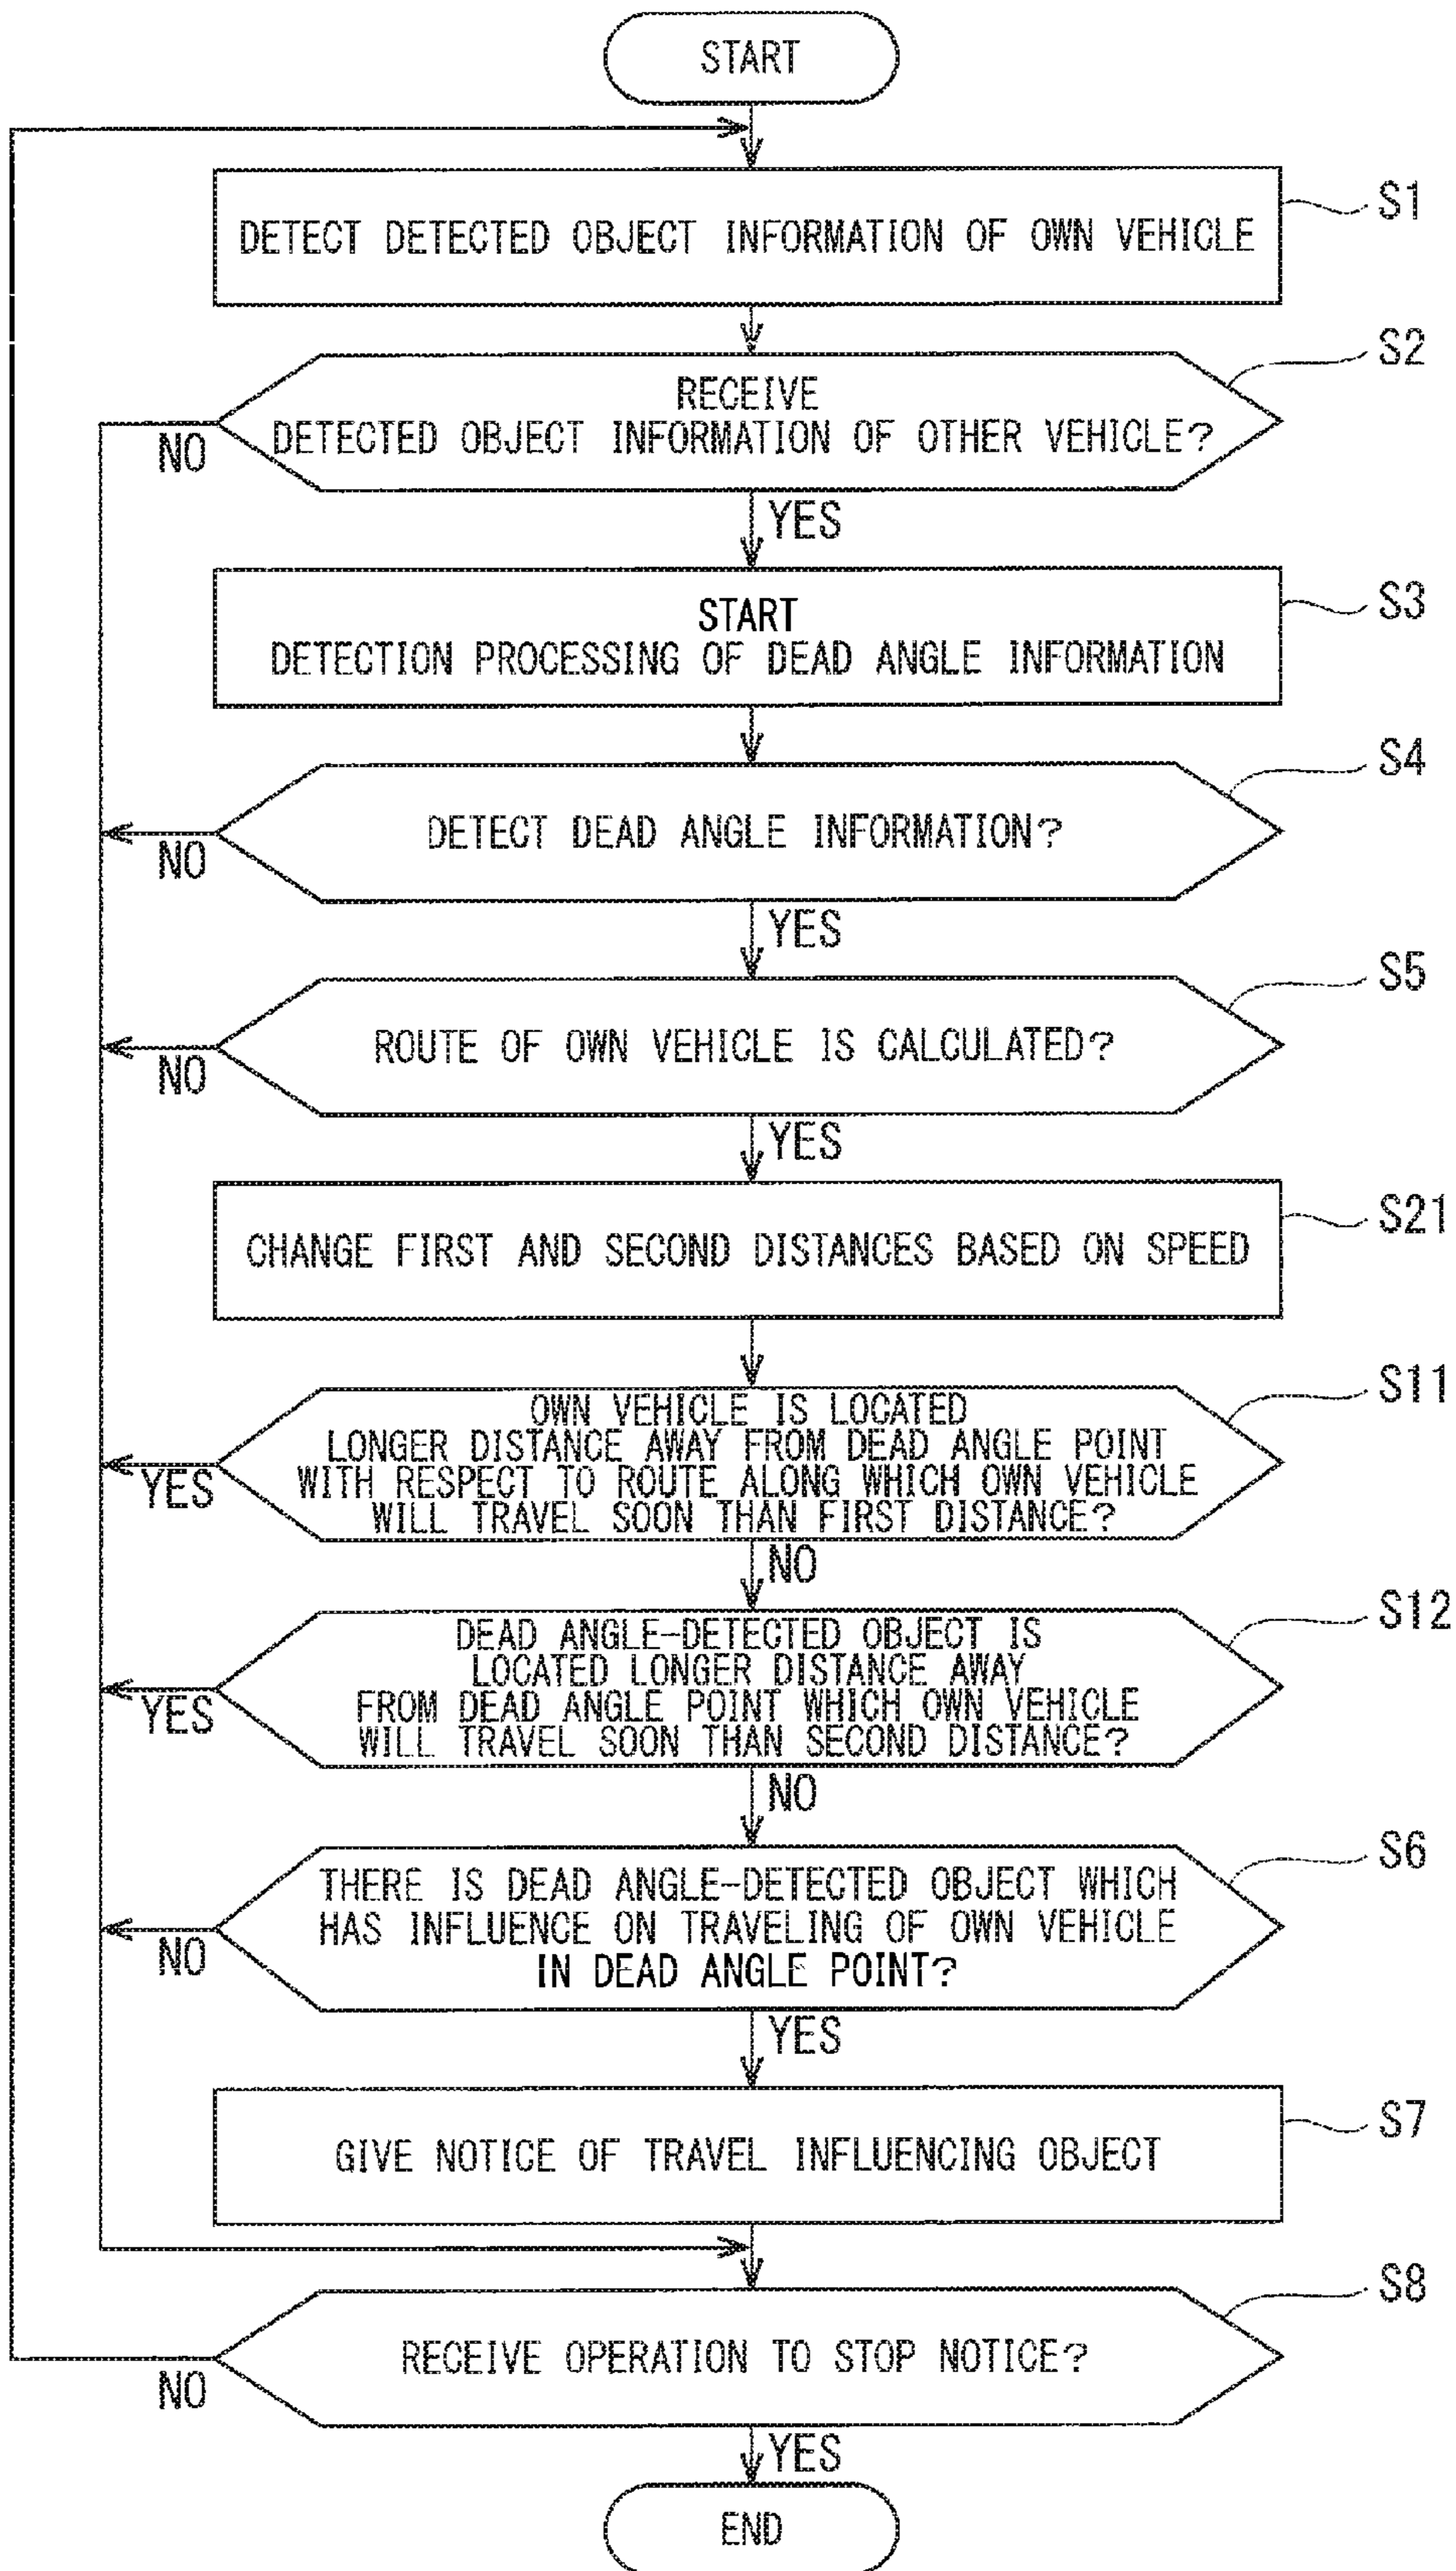 START
S1
DETECT DETECTED OBJECT INFORMATION OF OWN VEHICLE
S2
RECEIVE
DETECTED OBJECT INFORMATION OF OTHER VEHICLE?
NO
YES
S3
START
DETECTION PROCESSING OF DEAD ANGLE INFORMATION
S4
DETECT DEAD ANGLE INFORMATION?
NO
YES
S5
ROUTE OF OWN VEHICLE IS CALCULATED?
NO
YES
S21
CHANGE FIRST AND SECOND DISTANCES BASED ON SPEED
S11
OWN VEHICLE IS LOCATED
LONGER DISTANCE AWAY FROM DEAD ANGLE POINT
WITH RESPECT TO ROUTE ALONG WHICH OWN VEHICLE
WILL TRAVEL SOON THAN FIRST DISTANCE?
YES
NO
S12
DEAD ANGLE-DETECTED OBJECT IS
LOCATED LONGER DISTANCE AWAY
FROM DEAD ANGLE POINT WHICH OWN VEHICLE
WILL TRAVEL SOON THAN SECOND DISTANCE?
YES
NO
S6
THERE IS DEAD ANGLE-DETECTED OBJECT WHICH
HAS INFLUENCE ON TRAVELING OF OWN VEHICLE
IN DEAD ANGLE POINT?
NO
YES
S7
GIVE NOTICE OF TRAVEL INFLUENCING OBJECT
S8
RECEIVE OPERATION TO STOP NOTICE?
NO
YES
END